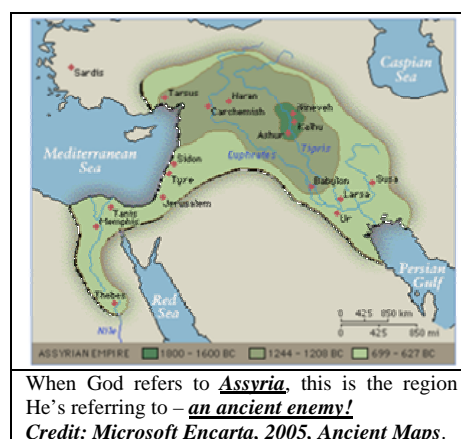 Caspian
Sea
Sardis
Tarsus
Haran
Carchemish
Nineveh
Kalhu
Ashur
Mediterranean
Sea
Euphrates
Tigris
Sidon
Tyre
Babylon
Susa
Larsa
Jerusalem
Ur
Tanis
Memphis
Persian
Gulf
Red
Sea
Thebes
0 425 850 km
0 425 850 mi
Nile
ASSYRIAN EMPIRE 1800 - 1600 BC 1244 - 1208 BC 699 - 627 BC
When God refers to Assyria, this is the region
He's referring to – an ancient enemy!
Credit: Microsoft Encarta, 2005, Ancient Maps.